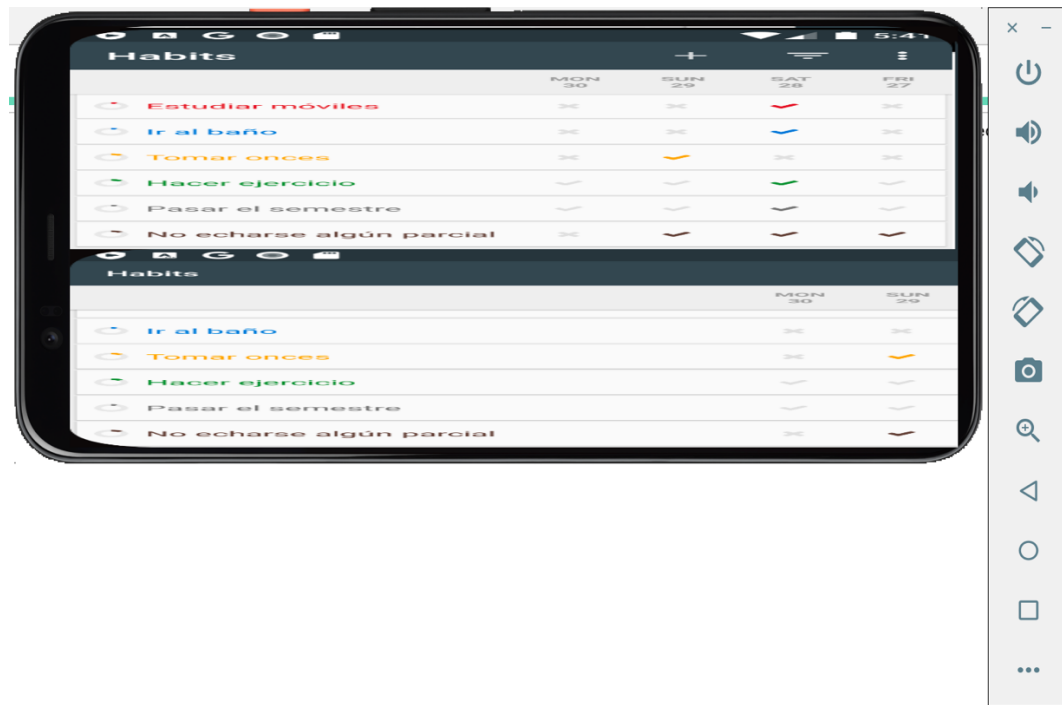 5:41
Habits
MON SUN SAT FRI
30 29 28 27
Estudiar móviles
Ir al baño
Tomar onces
Hacer ejercicio
Pasar el semestre
No echarse algún parcial
Habits
MON SUN
30 29
Ir al baño
Tomar onces
Hacer ejercicio
Pasar el semestre
No echarse algún parcial